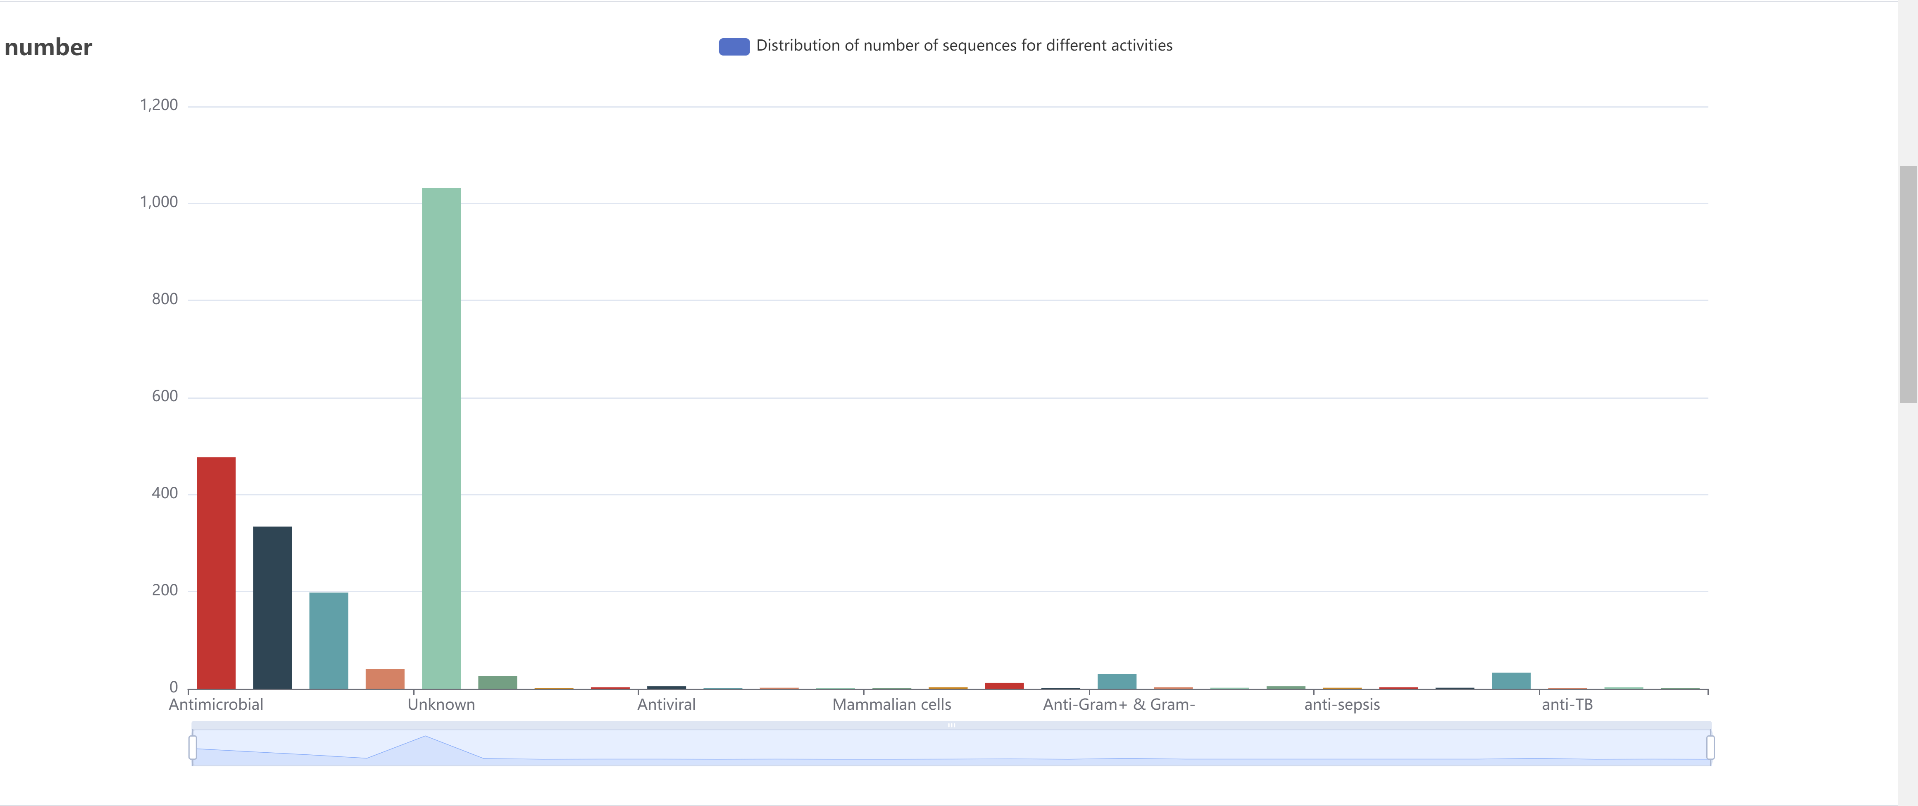 number
Distribution of number of sequences for different activities
1,200
1,000
800
600
400
200
0
Antimicrobial Unknown Antiviral Mammalian cells Anti-Gram+ & Gram- anti-sepsis anti-TB